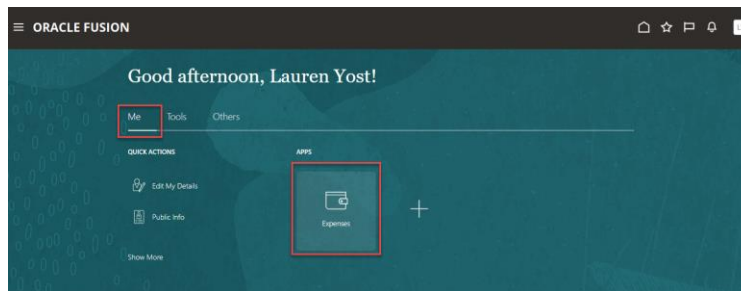 ORACLE FUSION
Good afternoon, Lauren Yost!
Me Tools Others
QUICK ACTIONS APPS
Edit My Details
Public Info
Expenses
Show More